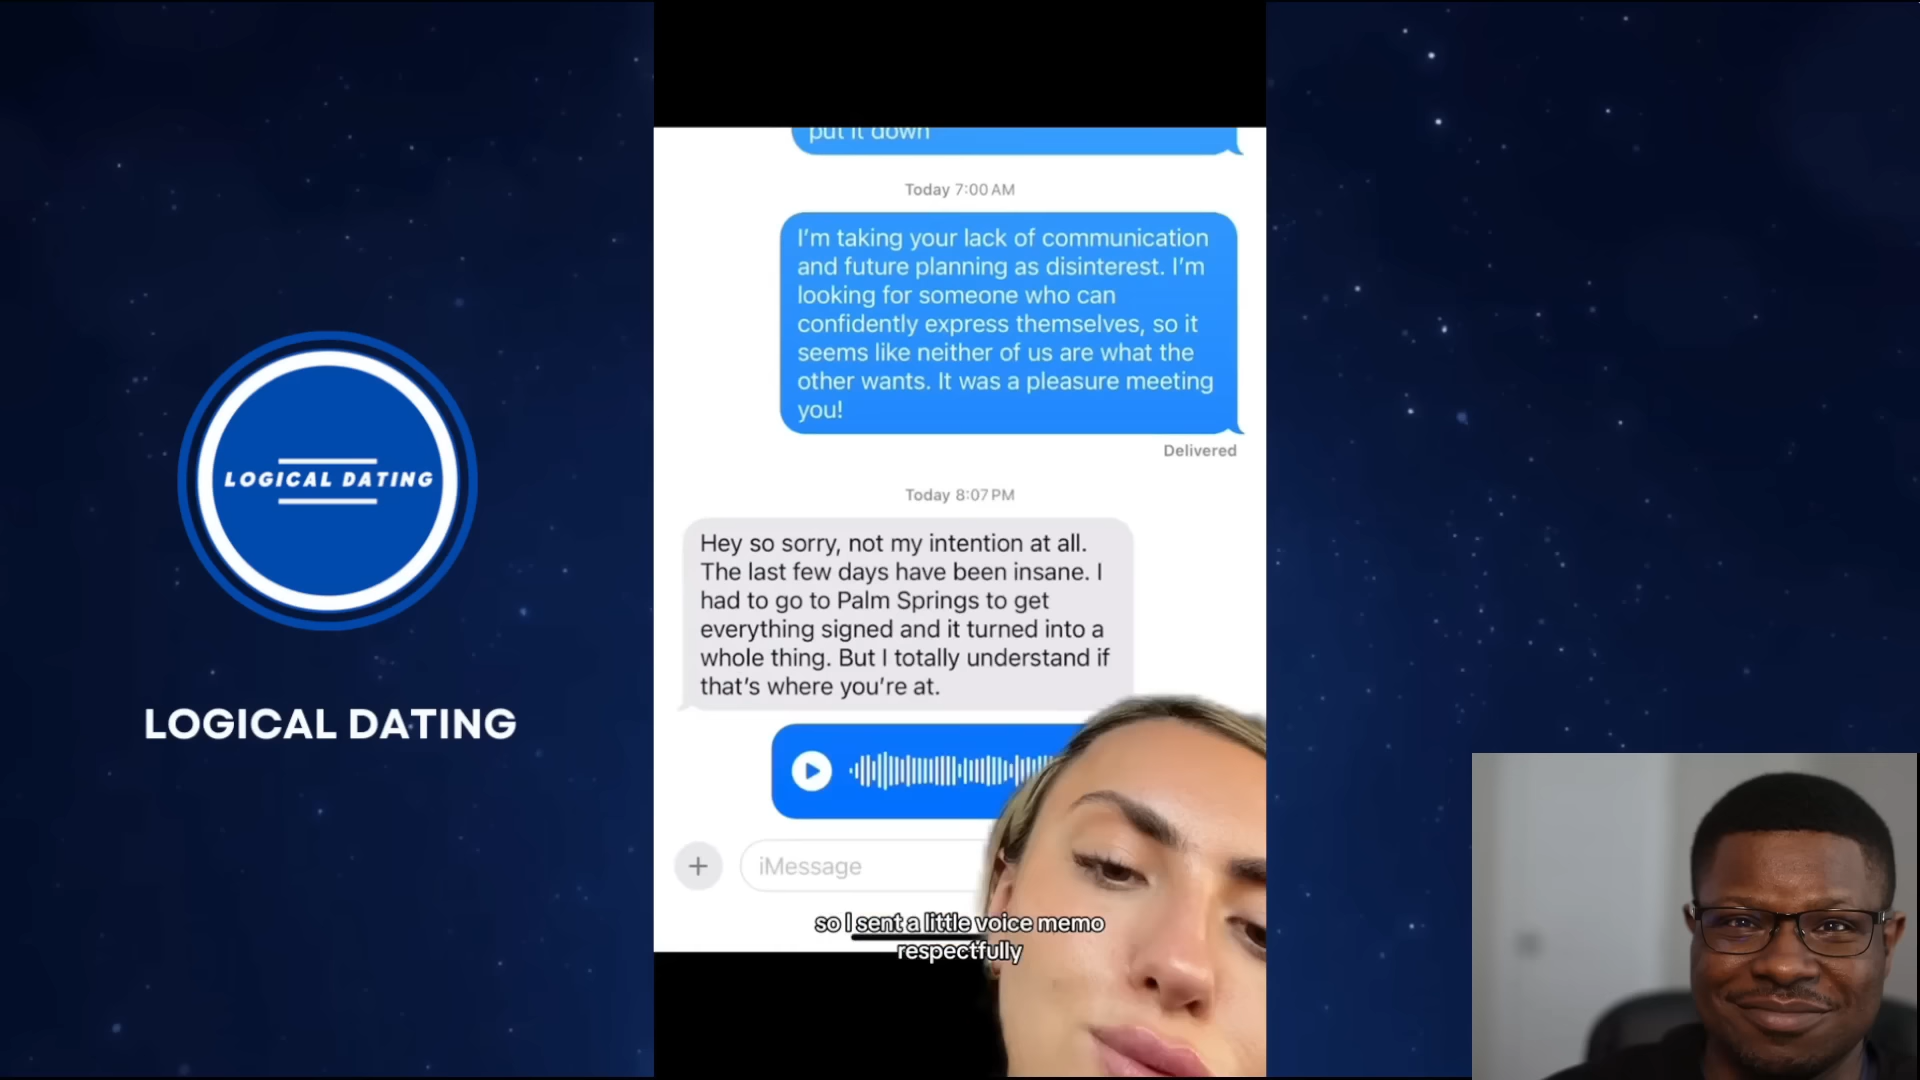 put it down
Today 7:00 AM
I'm taking your lack of communication
and future planning as disinterest. I'm
looking for someone who can
confidently express themselves, so it
seems like neither of us are what the
other wants. It was a pleasure meeting
you!
Delivered
Today 8:07 PM
Hey so sorry, not my intention at all.
The last few days have been insane. I
had to go to Palm Springs to get
everything signed and it turned into a
whole thing. But I totally understand if
that's where you're at.
iMessage
so I sent a little voice memo
respectfully
LOGICAL DATING
LOGICAL DATING